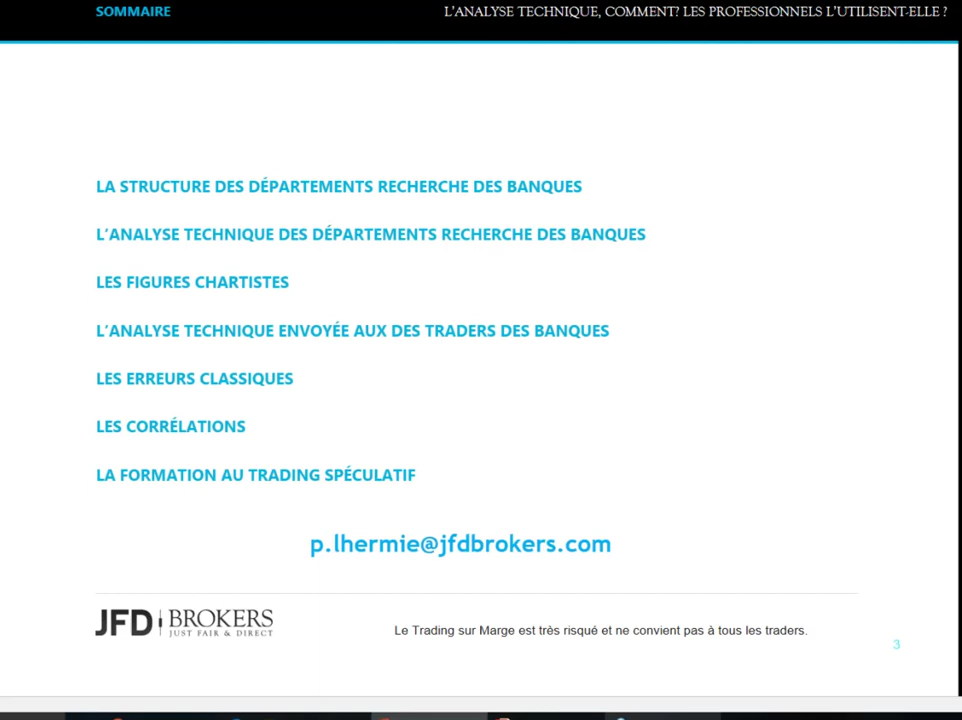 SOMMAIRE
L'ANALYSE TECHNIQUE, COMMENT? LES PROFESSIONNELS L'UTILISENT-ELLE ?
LA STRUCTURE DES DÉPARTEMENTS RECHERCHE DES BANQUES
L'ANALYSE TECHNIQUE DES DÉPARTEMENTS RECHERCHE DES BANQUES
LES FIGURES CHARTISTES
L'ANALYSE TECHNIQUE ENVOYÉE AUX DES TRADERS DES BANQUES
LES ERREURS CLASSIQUES
LES CORRÉLATIONS
LA FORMATION AU TRADING SPÉCULATIF
p.lhermie@jfdbrokers.com
JFD BROKERS
JUST FAIR & DIRECT
Le Trading sur Marge est très risqué et ne convient pas à tous les traders.
3